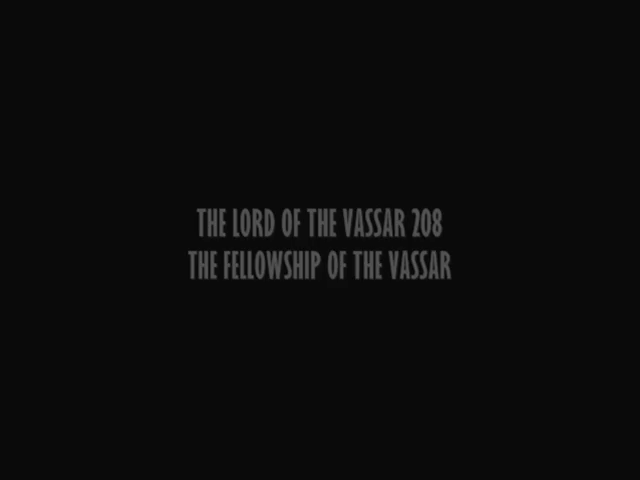 THE LORD OF THE VASSAR 208
THE FELLOWSHIP OF THE VASSAR